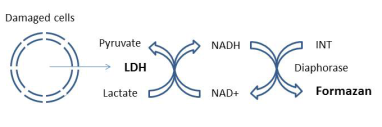 Damaged cells
Pyruvate NADH INT
LDH Diaphorase
Lactate NAD+ Formazan